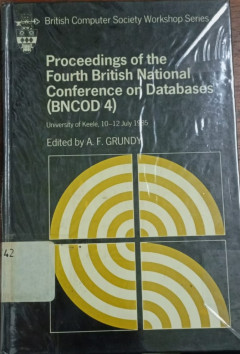 British Computer Society Workshop Series
Proceedings of the
Fourth British National
Conference on Databases
(BNCOD 4)
University of Keele, 10–12 July 1985
Edited by A. F. GRUNDY
42